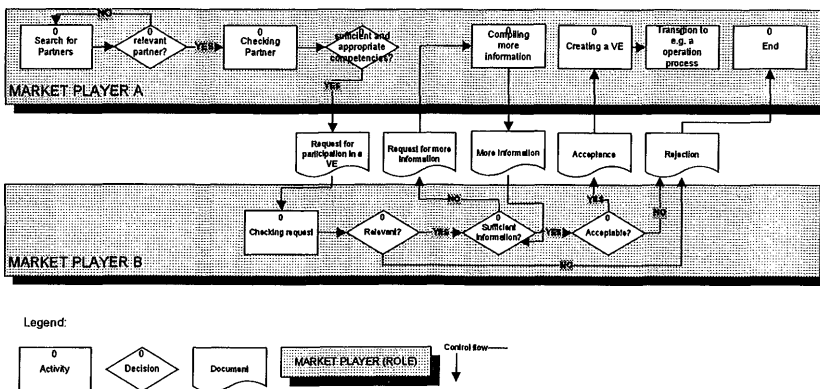 NO
0
Search for
Partners
0
relevant
partner?
YES
0
Checking
Partner
0
sufficient and
appropriate
competencies?
YES
0
Compiling
more
information
0
Creating a VE
0
Transition to
e.g. a
operation
process
0
End
MARKET PLAYER A
Request for
participation in a
VE
Request for more
Information
More Information
Acceptance
Rejection
0
Checking request
0
Relevant?
YES
NO
0
Sufficient
Information?
YES
YES
0
Acceptable?
NO
NO
MARKET PLAYER B
Legend:
0
Activity
0
Decision
Document
MARKET PLAYER (ROLE)
Control flow